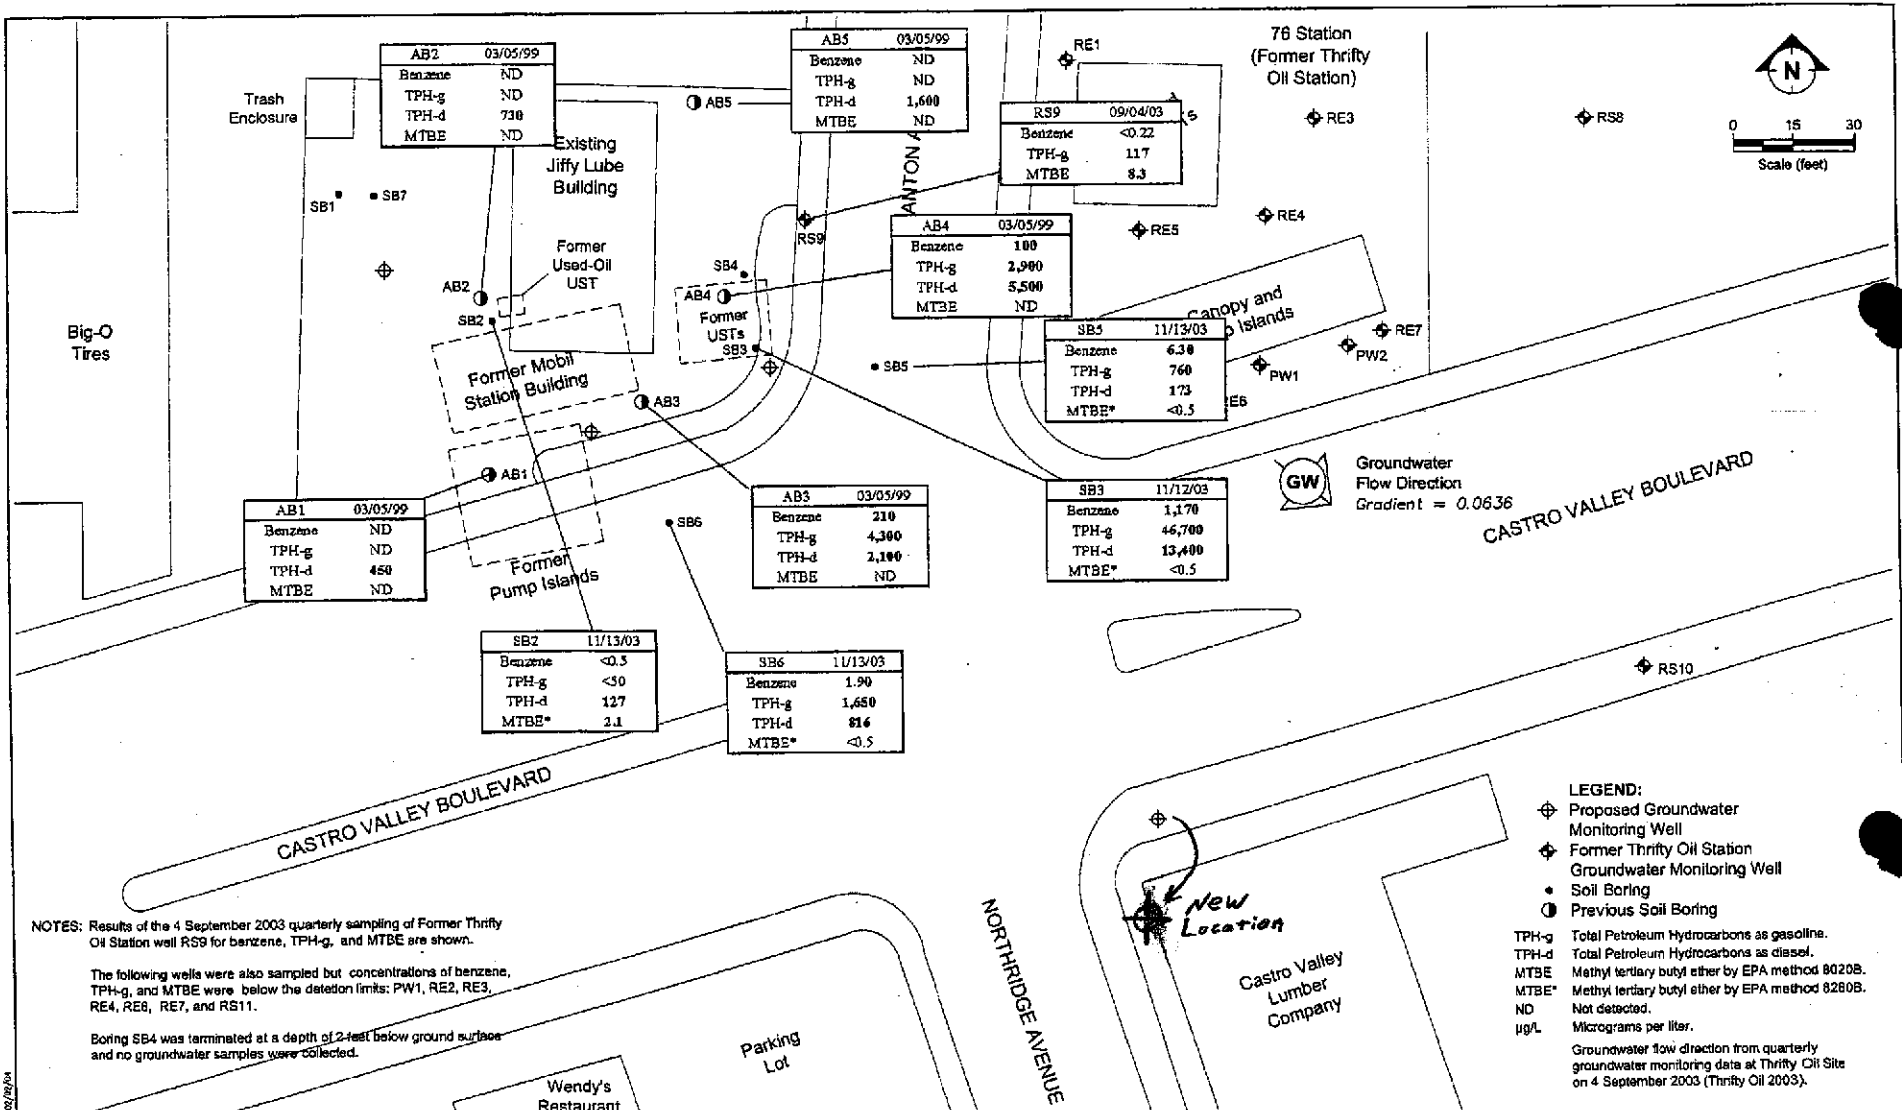 AB2 03/05/99
Benzene ND
TPH-g ND
TPH-d 730
MTBE ND
AB5 03/05/99
Benzene ND
TPH-g ND
TPH-d 1,600
MTBE ND
RE1
76 Station
(Former Thrifty
Oil Station)
N
Trash
Enclosure
AB5
RS9 09/04/03
Benzene <0.22
TPH-g 117
MTBE 8.3
RE3
RS8
0 15 30
Scale (feet)
Existing
Jiffy Lube
Building
ANTON A
SB1
SB7
RS9
AB4 03/05/99
Benzene 100
TPH-g 2,900
TPH-d 5,500
MTBE ND
RE5
RE4
Former
Used-Oil
UST
SB4
AB2
AB4
Former
USTs
SB3
SB2
Big-O
Tires
Canopy and
Islands
SB5 11/13/03
Benzene 6.30
TPH-g 760
TPH-d 173
MTBE* <0.5
RE7
PW2
PW1
RE6
SB5
Former Mobil
Station Building
AB3
AB1
Groundwater
Flow Direction
Gradient = 0.0636
GW
CASTRO VALLEY BOULEVARD
AB1 03/05/99
Benzene ND
TPH-g ND
TPH-d 450
MTBE ND
AB3 03/05/99
Benzene 210
TPH-g 4,300
TPH-d 2,100
MTBE ND
SB3 11/12/03
Benzene 1,170
TPH-g 46,700
TPH-d 13,400
MTBE* <0.5
SB6
Former
Pump Islands
SB2 11/13/03
Benzene <0.5
TPH-g <50
TPH-d 127
MTBE* 2.1
SB6 11/13/03
Benzene 1.90
TPH-g 1,650
TPH-d 816
MTBE* <0.5
RS10
CASTRO VALLEY BOULEVARD
New
Location
NORTHRIDGE AVENUE
Castro Valley
Lumber
Company
Parking
Lot
Wendy's
Restaurant
NOTES: Results of the 4 September 2003 quarterly sampling of Former Thrifty
Oil Station well RS9 for benzene, TPH-g, and MTBE are shown.
The following wells were also sampled but concentrations of benzene,
TPH-g, and MTBE were below the detetion limits: PW1, RE2, RE3,
RE4, RE6, RE7, and RS11.
Boring SB4 was terminated at a depth of 2 feet below ground surface
and no groundwater samples were collected.
LEGEND:
Proposed Groundwater
Monitoring Well
Former Thrifty Oil Station
Groundwater Monitoring Well
Soil Boring
Previous Soil Boring
TPH-g Total Petroleum Hydrocarbons as gasoline.
TPH-d Total Petroleum Hydrocarbons as diesel.
MTBE Methyl tertiary butyl ether by EPA method 8020B.
MTBE* Methyl tertiary butyl ether by EPA method 8260B.
ND Not detected.
µg/L Micrograms per liter.
Groundwater flow direction from quarterly
groundwater monitoring data at Thrifty Oil Site
on 4 September 2003 (Thrifty Oil 2003).